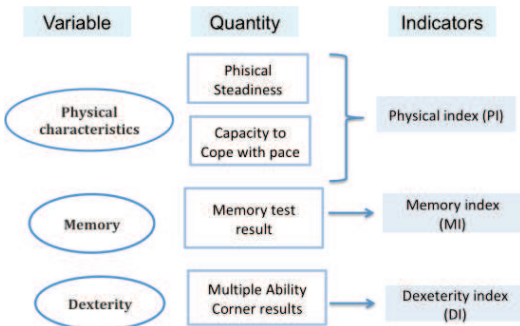 Variable
Quantity
Indicators
Physical
characteristics
Phisical
Steadiness
Capacity to
Cope with pace
Physical index (PI)
Memory
Memory test
result
Memory index
(MI)
Dexterity
Multiple Ability
Corner results
Dexeterity index
(DI)